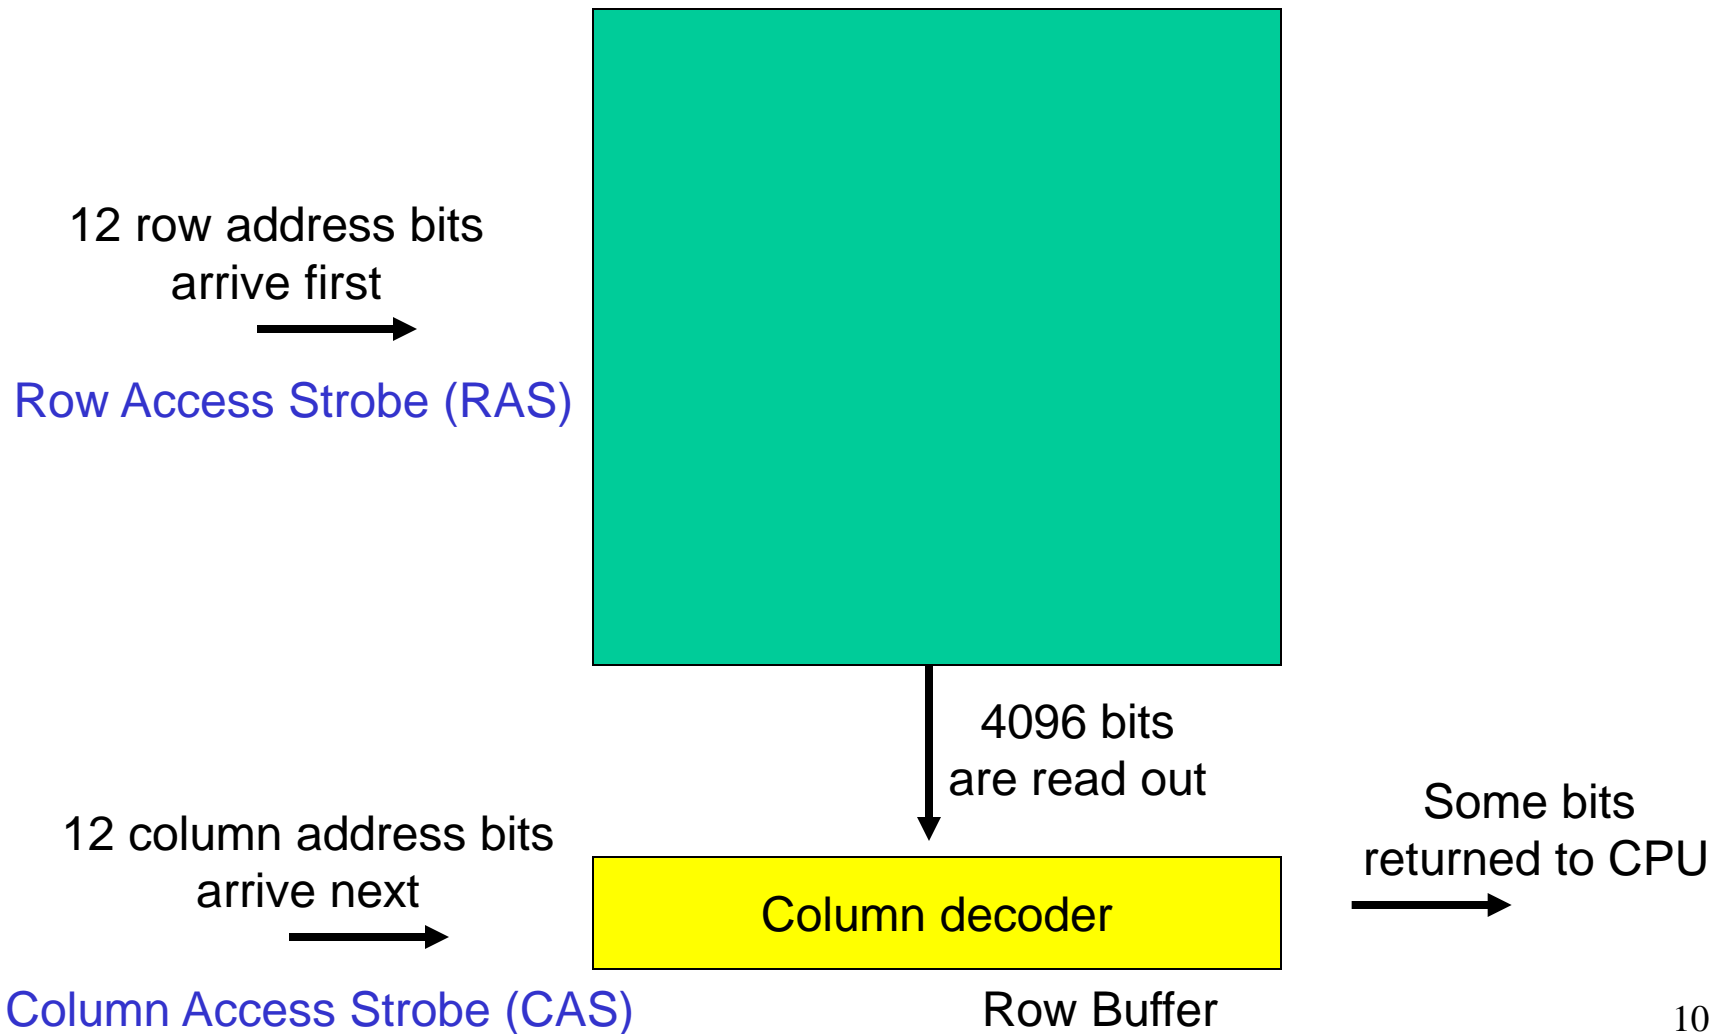 12 row address bits
arrive first
Row Access Strobe (RAS)
4096 bits
are read out
12 column address bits
arrive next
Column Access Strobe (CAS)
Column decoder
Row Buffer
Some bits
returned to CPU
10